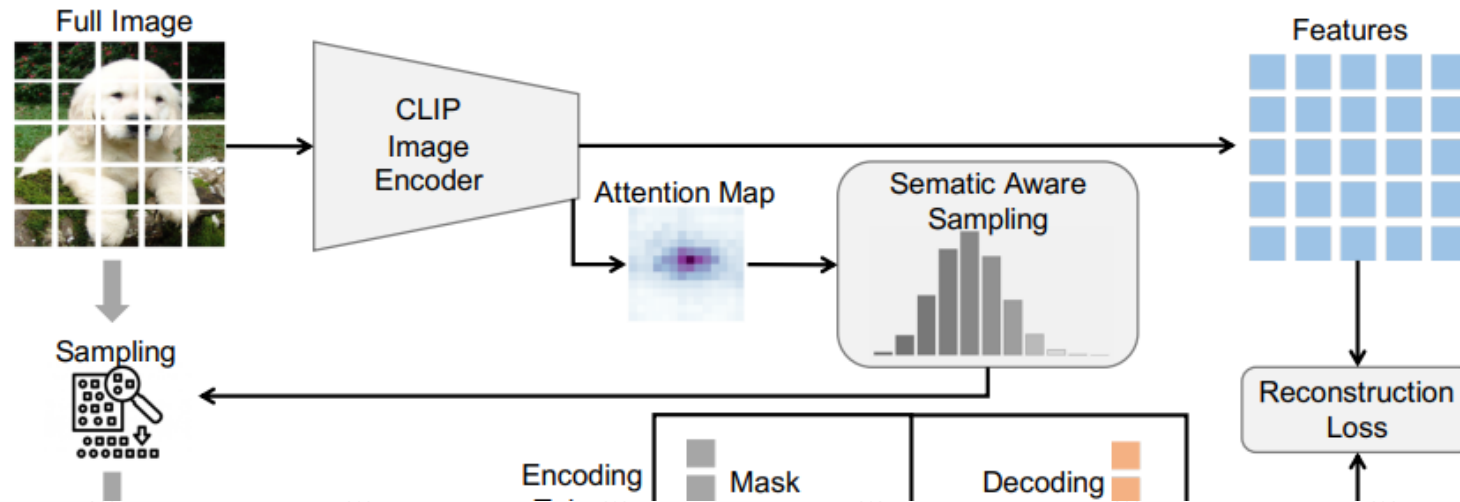 Full Image
Features
CLIP
Image
Encoder
Attention Map
Sematic Aware
Sampling
Sampling
Reconstruction
Loss
Encoding
Mask
Decoding